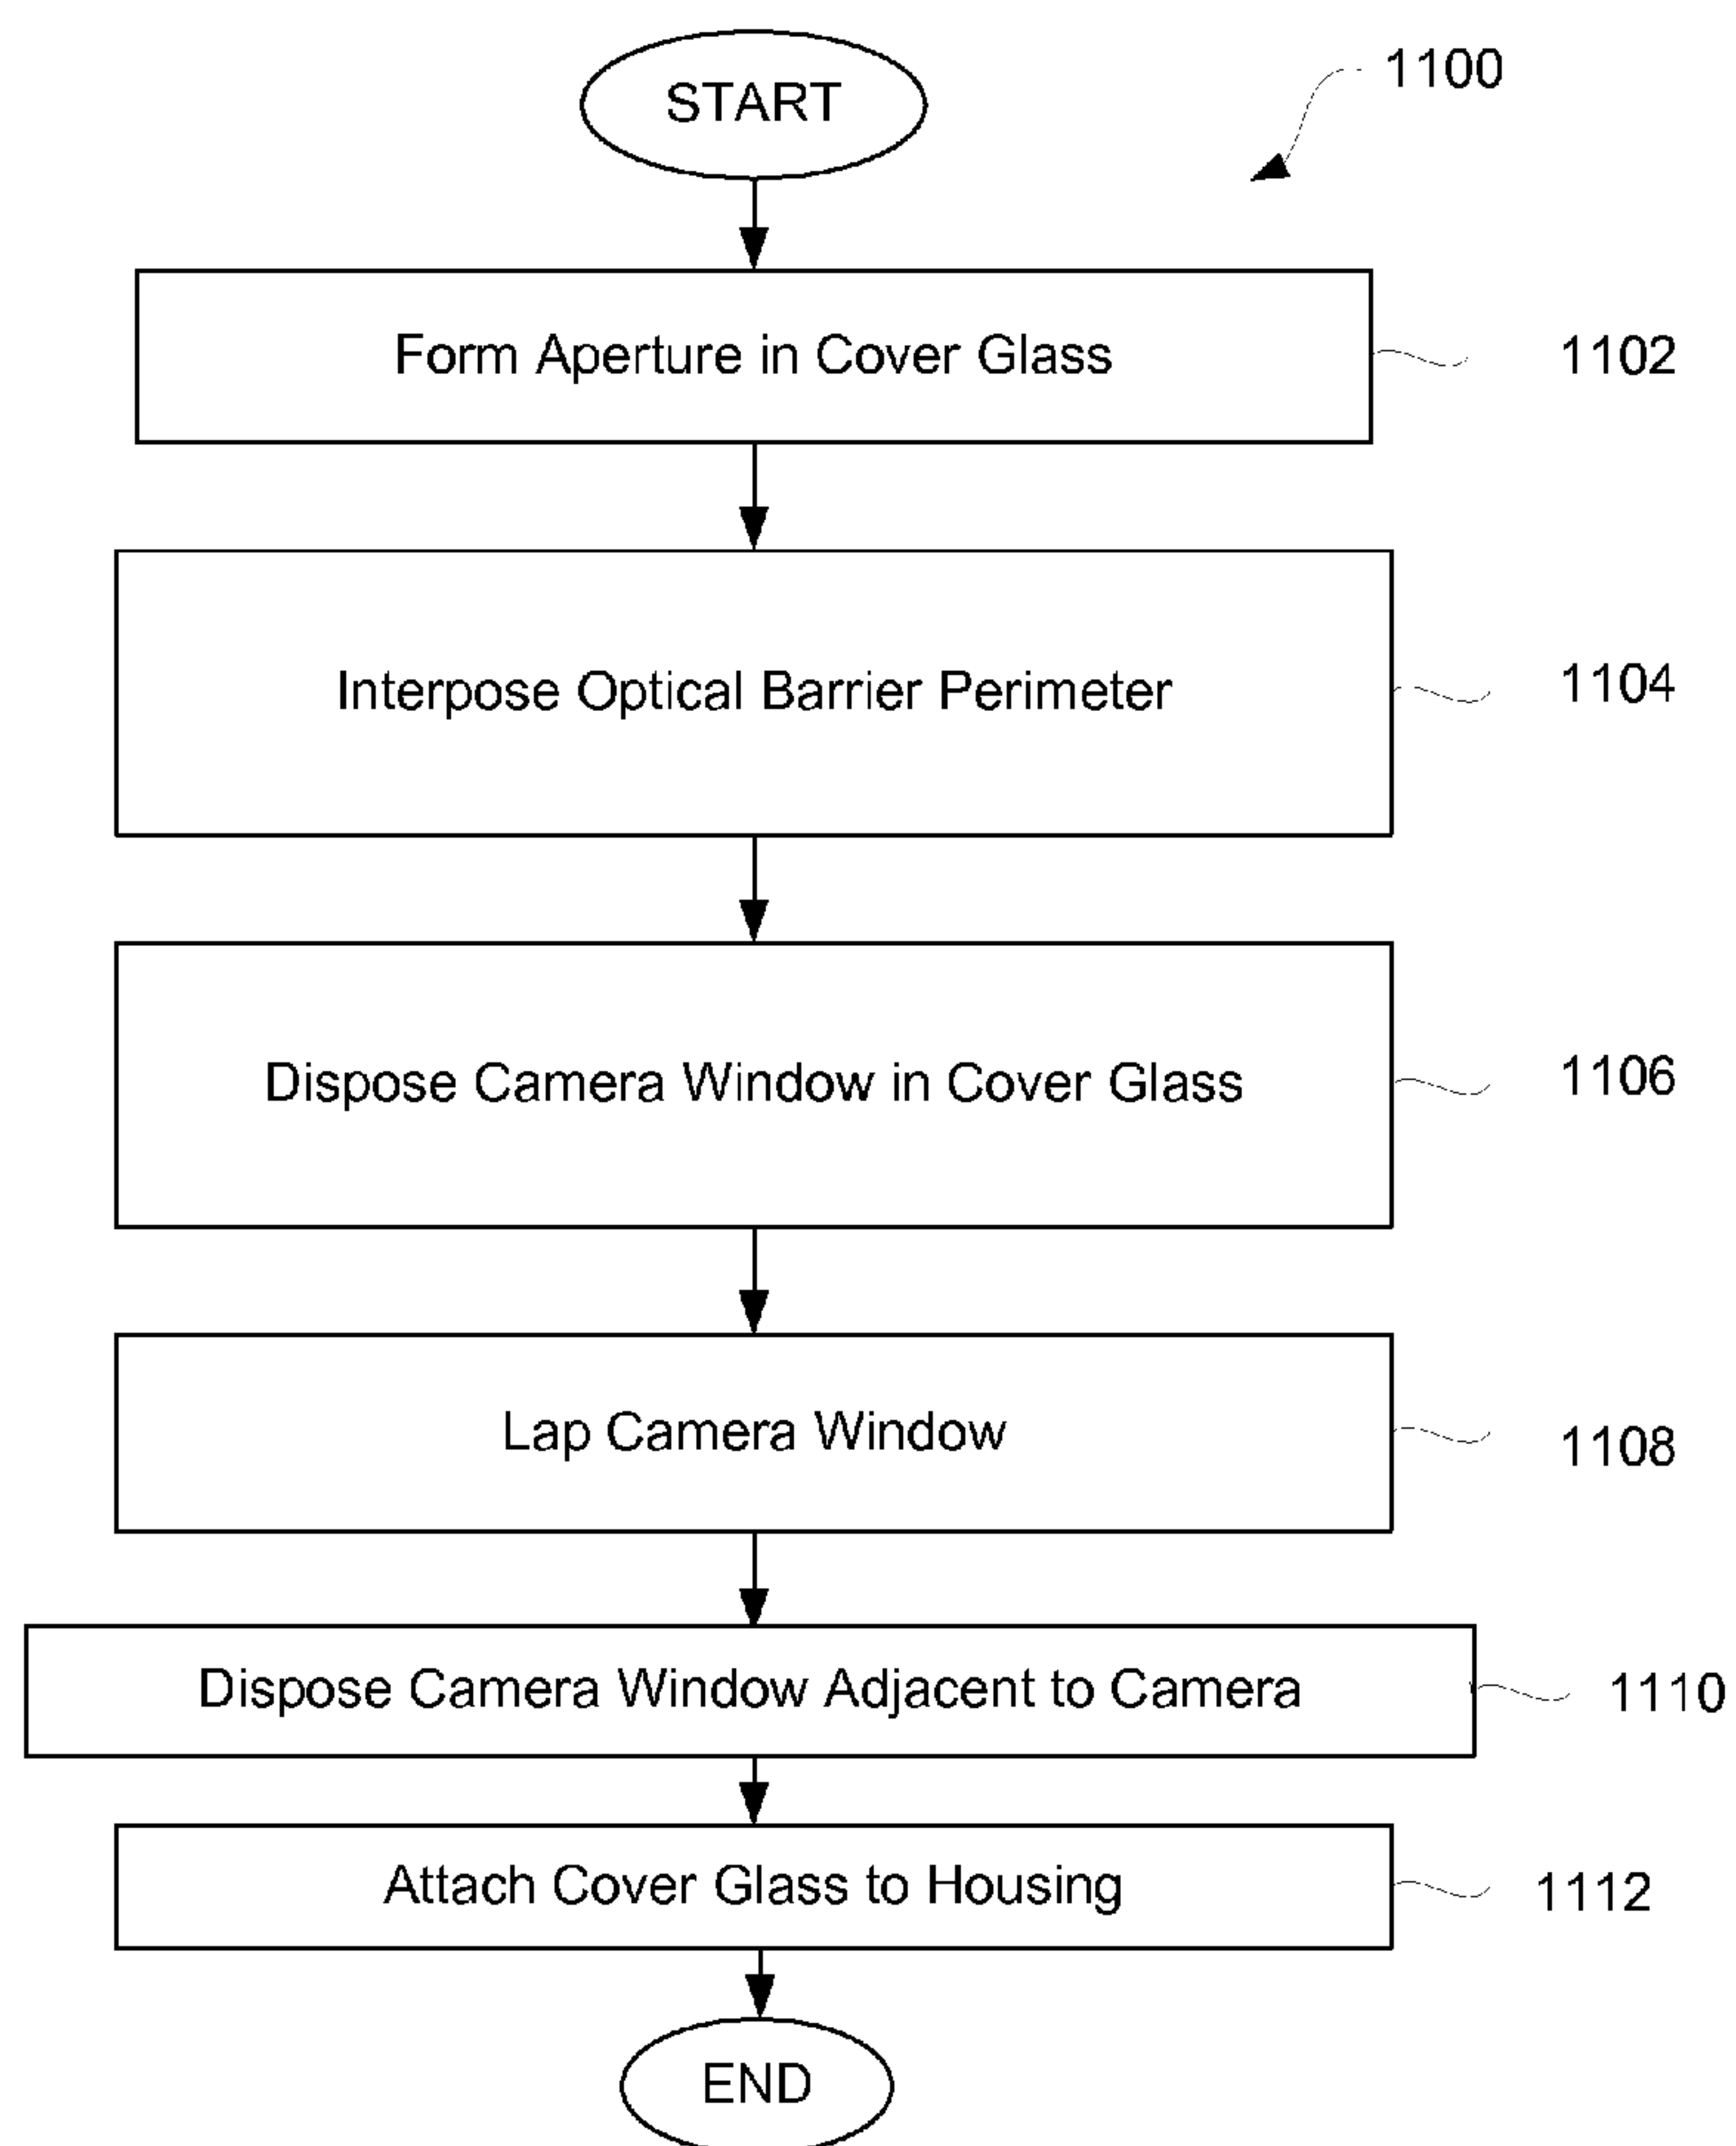 START
1100
Form Aperture in Cover Glass
1102
Interpose Optical Barrier Perimeter
1104
Dispose Camera Window in Cover Glass
1106
Lap Camera Window
1108
Dispose Camera Window Adjacent to Camera
1110
Attach Cover Glass to Housing
1112
END